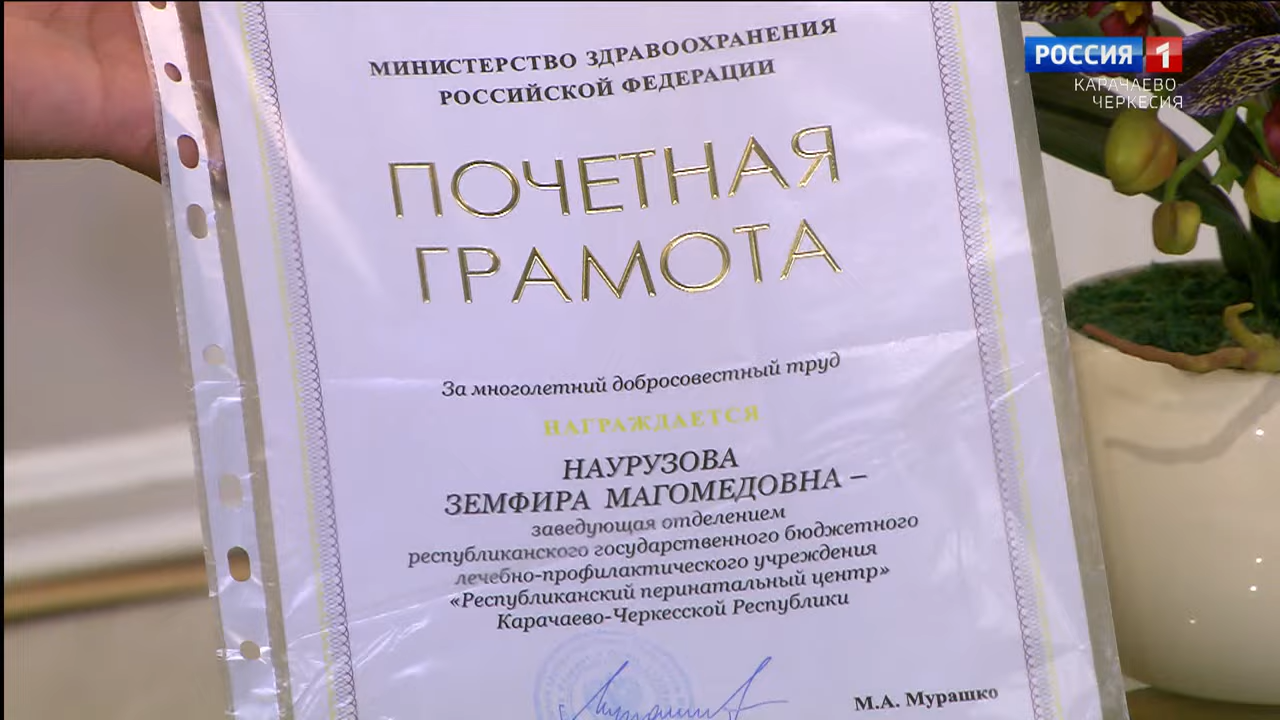 МИНИСТЕРСТВО ЗДРАВООХРАНЕНИЯ
РОССИЙСКОЙ ФЕДЕРАЦИИ
РОССИЯ 1
КАРАЧАЕВО-
ЧЕРКЕСИЯ
ПОЧЕТНАЯ
ГРАМОТА
За многолетний добросовестный труд
НАГРАЖДАЕТСЯ
НАУРУЗОВА
ЗЕМФИРА МАГОМЕДОВНА –
заведующая отделением
республиканского государственного бюджетного
лечебно-профилактического учреждения
«Республиканский перинатальный центр»
Карачаево-Черкесской Республики
М.А. Мурашко